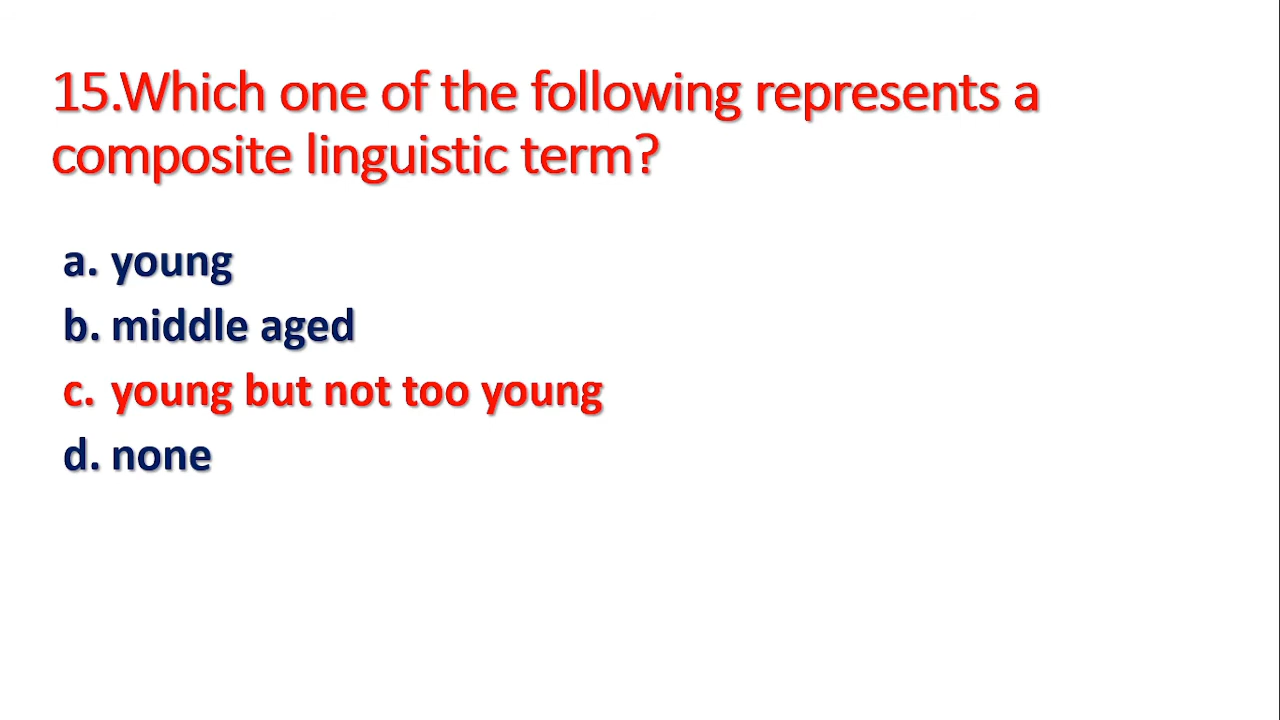 15.Which one of the following represents a
composite linguistic term?
a. young
b. middle aged
c. young but not too young
d. none